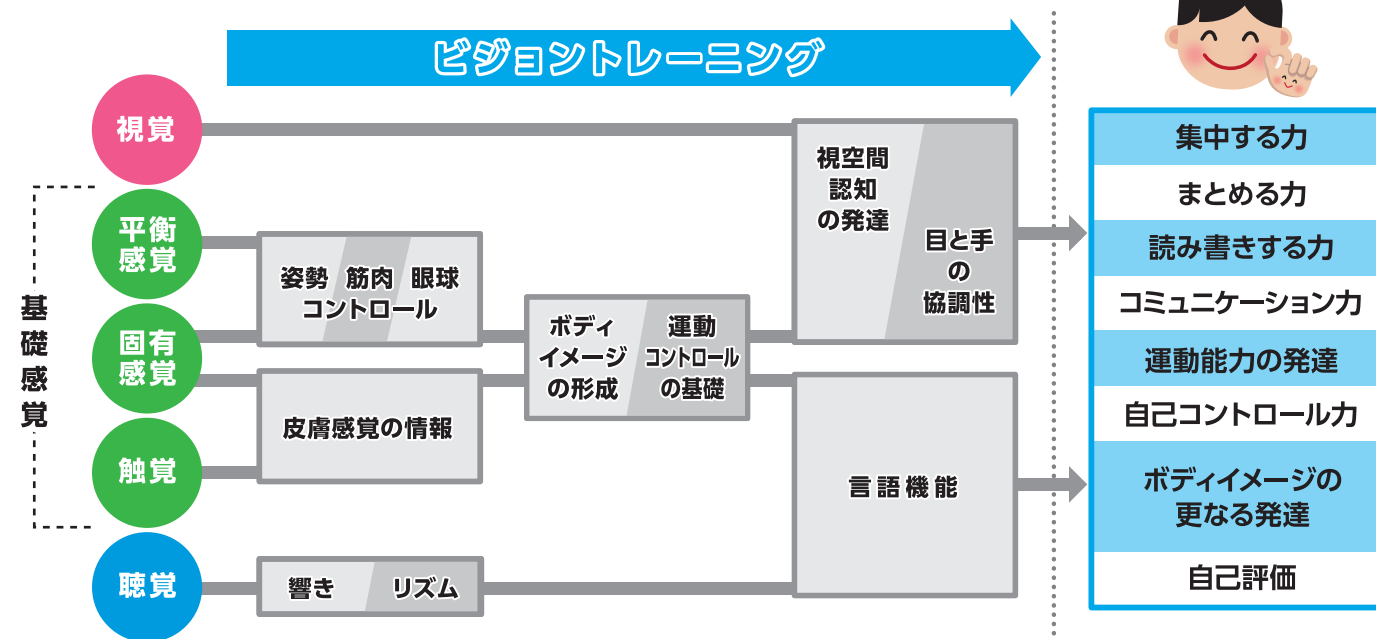 ビジョントレーニング
視覚
平衡
感覚
固有
感覚
触覚
聴覚
基礎感覚
姿勢 筋肉 眼球
コントロール
皮膚感覚の情報
響き リズム
ボディ
イメージ
の形成
運動
コントロール
の基礎
視空間
認知
の発達
目と手
の
協調性
言語機能
集中する力
まとめる力
読み書きする力
コミュニケーション力
運動能力の発達
自己コントロール力
ボディイメージの
更なる発達
自己評価